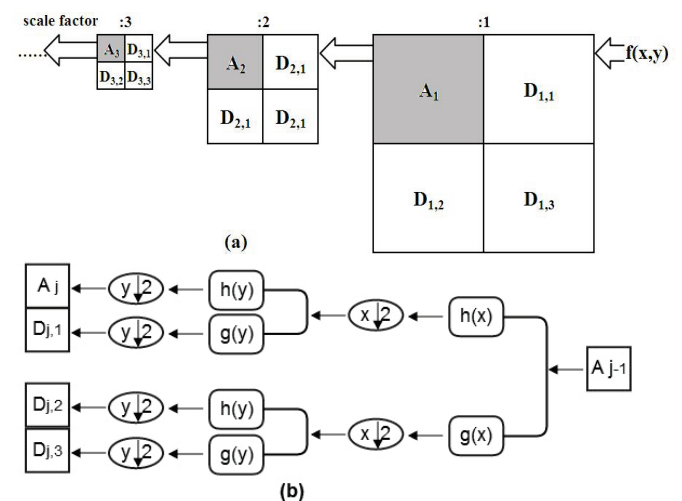 scale factor :3 :2 :1
...... A3 D3,1 A2 D2,1 A1 D1,1 f(x,y)
D3,2 D3,3 D2,1 D2,1 D1,2 D1,3
(a)
A j y↓2 h(y)
x↓2 h(x)
Dj,1 y↓2 g(y)
A j-1
Dj,2 y↓2 h(y)
x↓2 g(x)
Dj,3 y↓2 g(y)
(b)